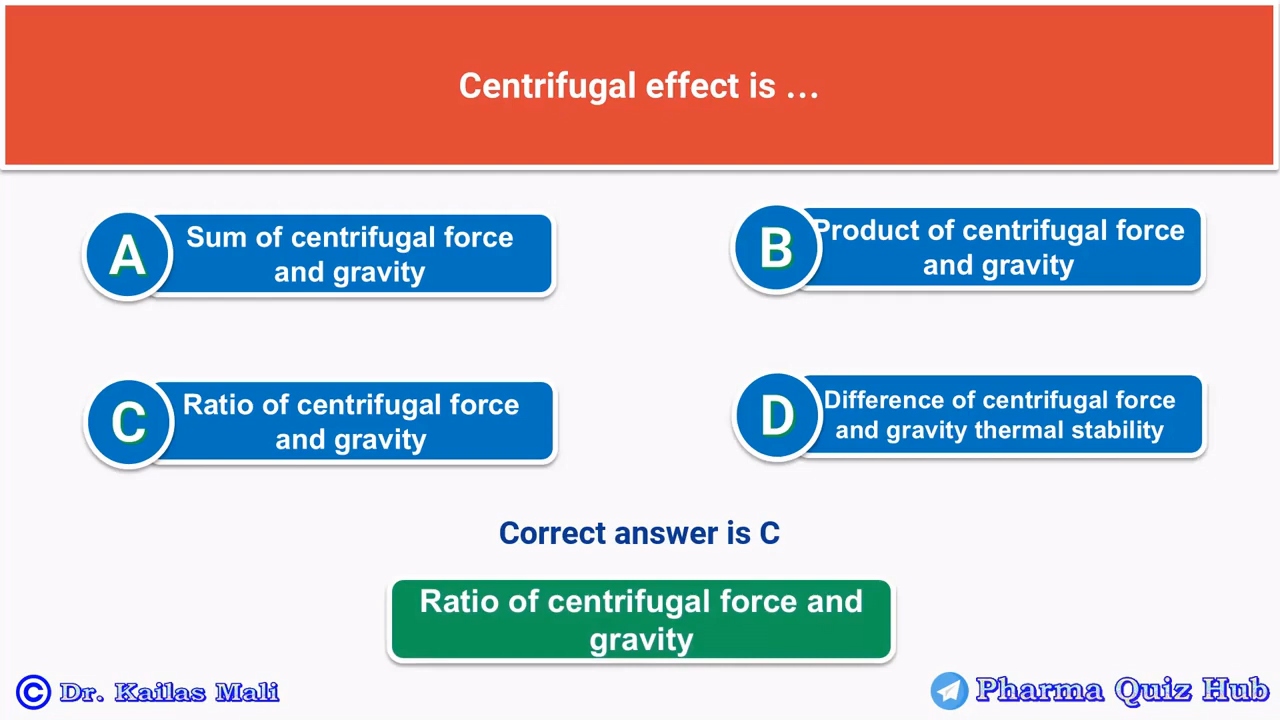 Centrifugal effect is ...
A
Sum of centrifugal force
and gravity
B
Product of centrifugal force
and gravity
C
Ratio of centrifugal force
and gravity
D
Difference of centrifugal force
and gravity thermal stability
Correct answer is C
Ratio of centrifugal force and
gravity
© Dr. Kailas Mali
Pharma Quiz Hub